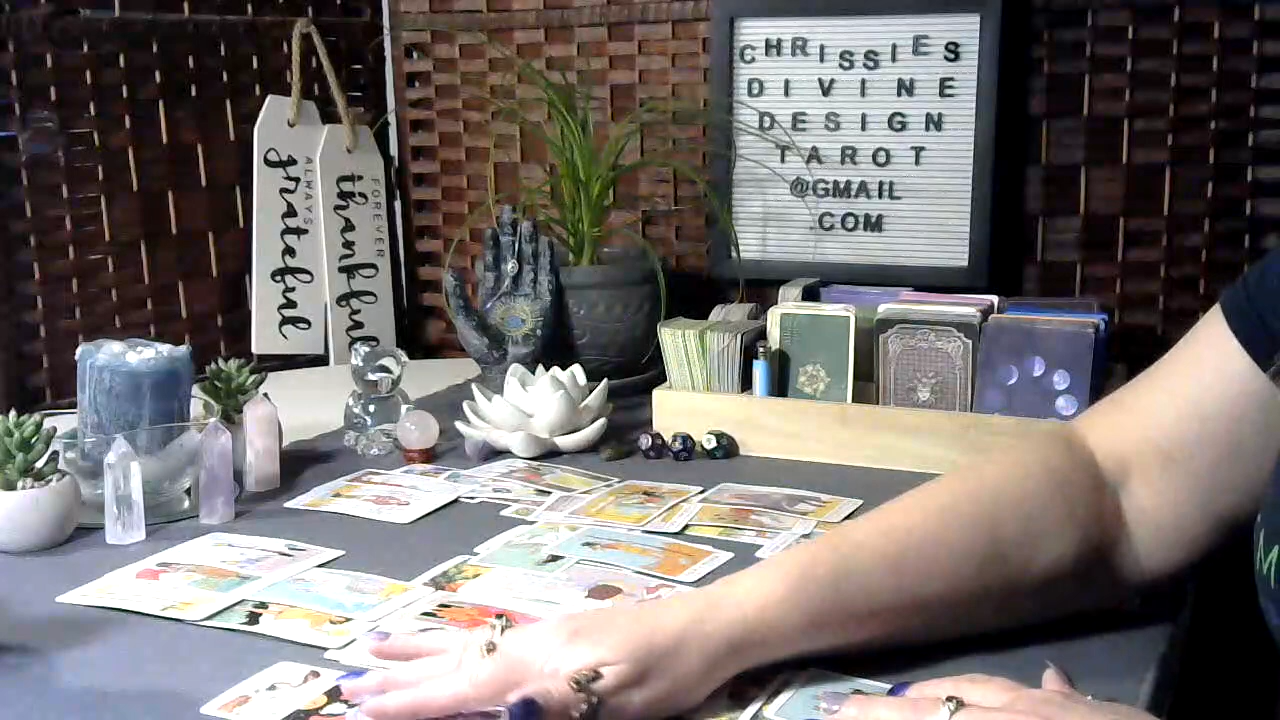 ALWAYS
grateful
FOREVER
thankful
CHRISSIES
DIVINE
DESIGN
TAROT
@GMAIL
.COM
M